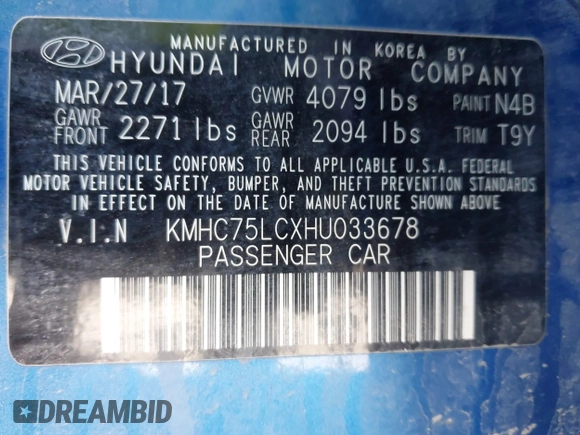 MANUFACTURED IN KOREA BY
HYUNDAI MOTOR COMPANY
MAR/27/17 GVWR 4079 lbs PAINT N4B
GAWR FRONT 2271 lbs GAWR REAR 2094 lbs TRIM T9Y
THIS VEHICLE CONFORMS TO ALL APPLICABLE U.S.A. FEDERAL
MOTOR VEHICLE SAFETY, BUMPER, AND THEFT PREVENTION STANDARDS
IN EFFECT ON THE DATE OF MANUFACTURE SHOWN ABOVE
V.I.N KMHC75LCXHU033678
PASSENGER CAR
DREAMBID